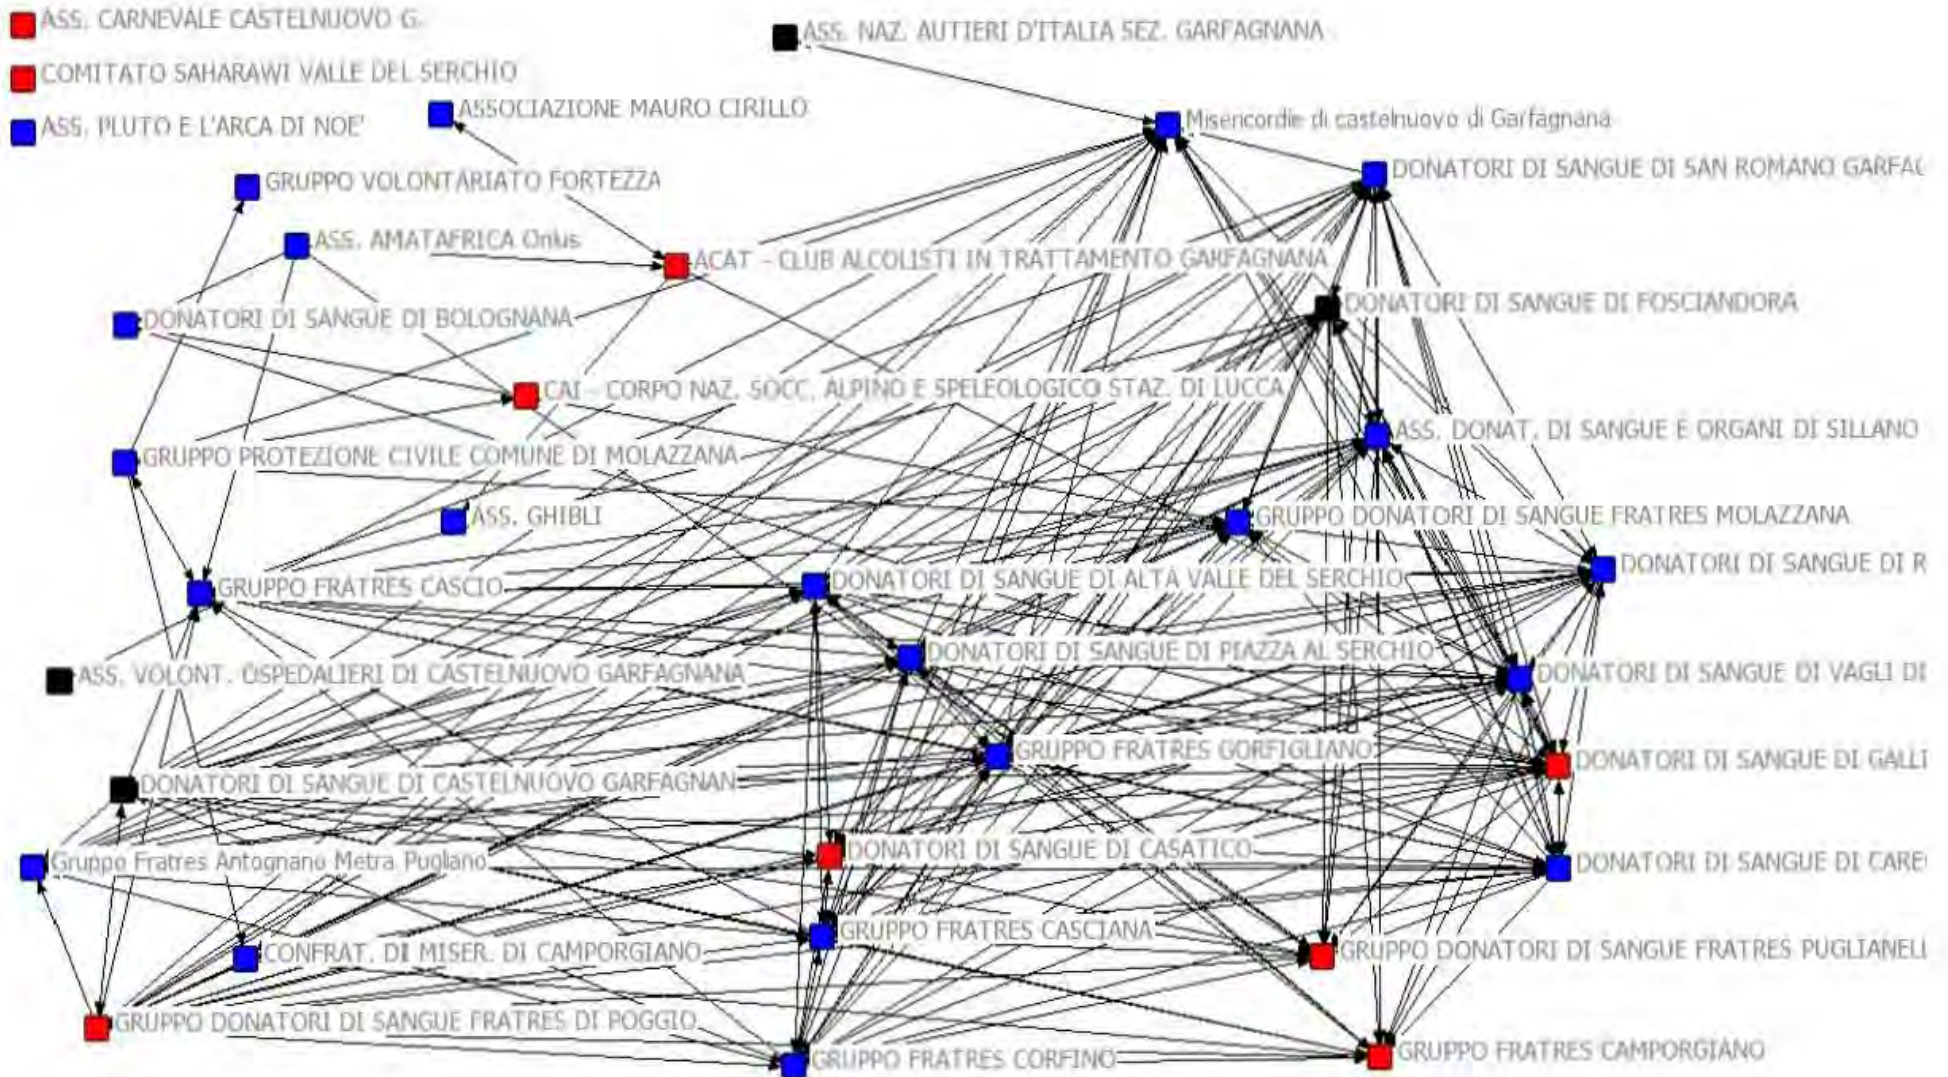 ASS. CARNEVALE CASTELNUOVO G.
ASS. NAZ. AUTIERI D'ITALIA SEZ. GARFAGNANA
COMITATO SAHARAWI VALLE DEL SERCHIO
ASSOCIAZIONE MAURO CIRILLO
Misericordie di castelnuovo di Garfagnana
ASS. PLUTO E L'ARCA DI NOE'
DONATORI DI SANGUE DI SAN ROMANO GARFAG
GRUPPO VOLONTARIATO FORTEZZA
ASS. AMATAFRICA Onlus
ACAT - CLUB ALCOLISTI IN TRATTAMENTO GARFAGNANA
DONATORI DI SANGUE DI FOSCIANDORA
DONATORI DI SANGUE DI BOLOGNANA
CAI - CORPO NAZ. SOCC. ALPINO E SPELEOLOGICO STAZ. DI LUCCA
ASS. DONAT. DI SANGUE E ORGANI DI SILLANO
GRUPPO PROTEZIONE CIVILE COMUNE DI MOLAZZANA
ASS. GHIBLI
GRUPPO DONATORI DI SANGUE FRATRES MOLAZZANA
DONATORI DI SANGUE DI R
GRUPPO FRATRES CASCIO
DONATORI DI SANGUE DI ALTA VALLE DEL SERCHIO
DONATORI DI SANGUE DI PIAZZA AL SERCHIO
ASS. VOLONT. OSPEDALIERI DI CASTELNUOVO GARFAGNANA
DONATORI DI SANGUE DI VAGLI DI
GRUPPO FRATRES GORFIGLIANO
DONATORI DI SANGUE DI GALLI
DONATORI DI SANGUE DI CASTELNUOVO GARFAGNAN
DONATORI DI SANGUE DI CASATICO
Gruppo Fratres Antognano Metra Pugliano
DONATORI DI SANGUE DI CARE
GRUPPO FRATRES CASCIANA
CONFRAT. DI MISER. DI CAMPORGIANO
GRUPPO DONATORI DI SANGUE FRATRES PUGLIANELL
GRUPPO DONATORI DI SANGUE FRATRES DI POGGIO
GRUPPO FRATRES CORFINO
GRUPPO FRATRES CAMPORGIANO